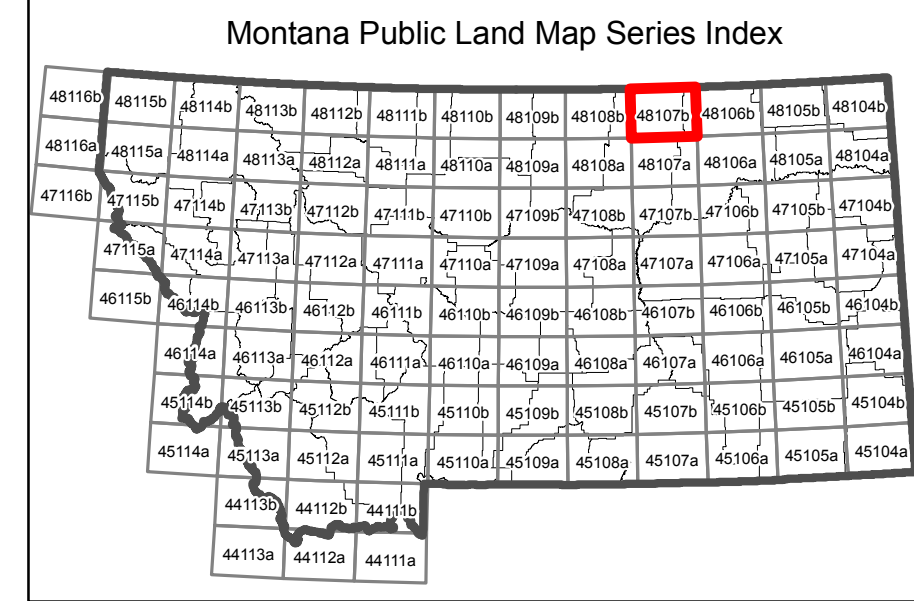 Montana Public Land Map Series Index
48116b 48115b 48114b 48113b 48112b 48111b 48110b 48109b 48108b 48107b 48106b 48105b 48104b
48116a 48115a 48114a 48113a 48112a 48111a 48110a 48109a 48108a 48107a 48106a 48105a 48104a
47116b 47115b 47114b 47113b 47112b 47111b 47110b 47109b 47108b 47107b 47106b 47105b 47104b
47115a 47114a 47113a 47112a 47111a 47110a 47109a 47108a 47107a 47106a 47105a 47104a
46115b 46114b 46113b 46112b 46111b 46110b 46109b 46108b 46107b 46106b 46105b 46104b
46114a 46113a 46112a 46111a 46110a 46109a 46108a 46107a 46106a 46105a 46104a
45114b 45113b 45112b 45111b 45110b 45109b 45108b 45107b 45106b 45105b 45104b
45114a 45113a 45112a 45111a 45110a 45109a 45108a 45107a 45106a 45105a 45104a
44113b 44112b 44111b
44113a 44112a 44111a